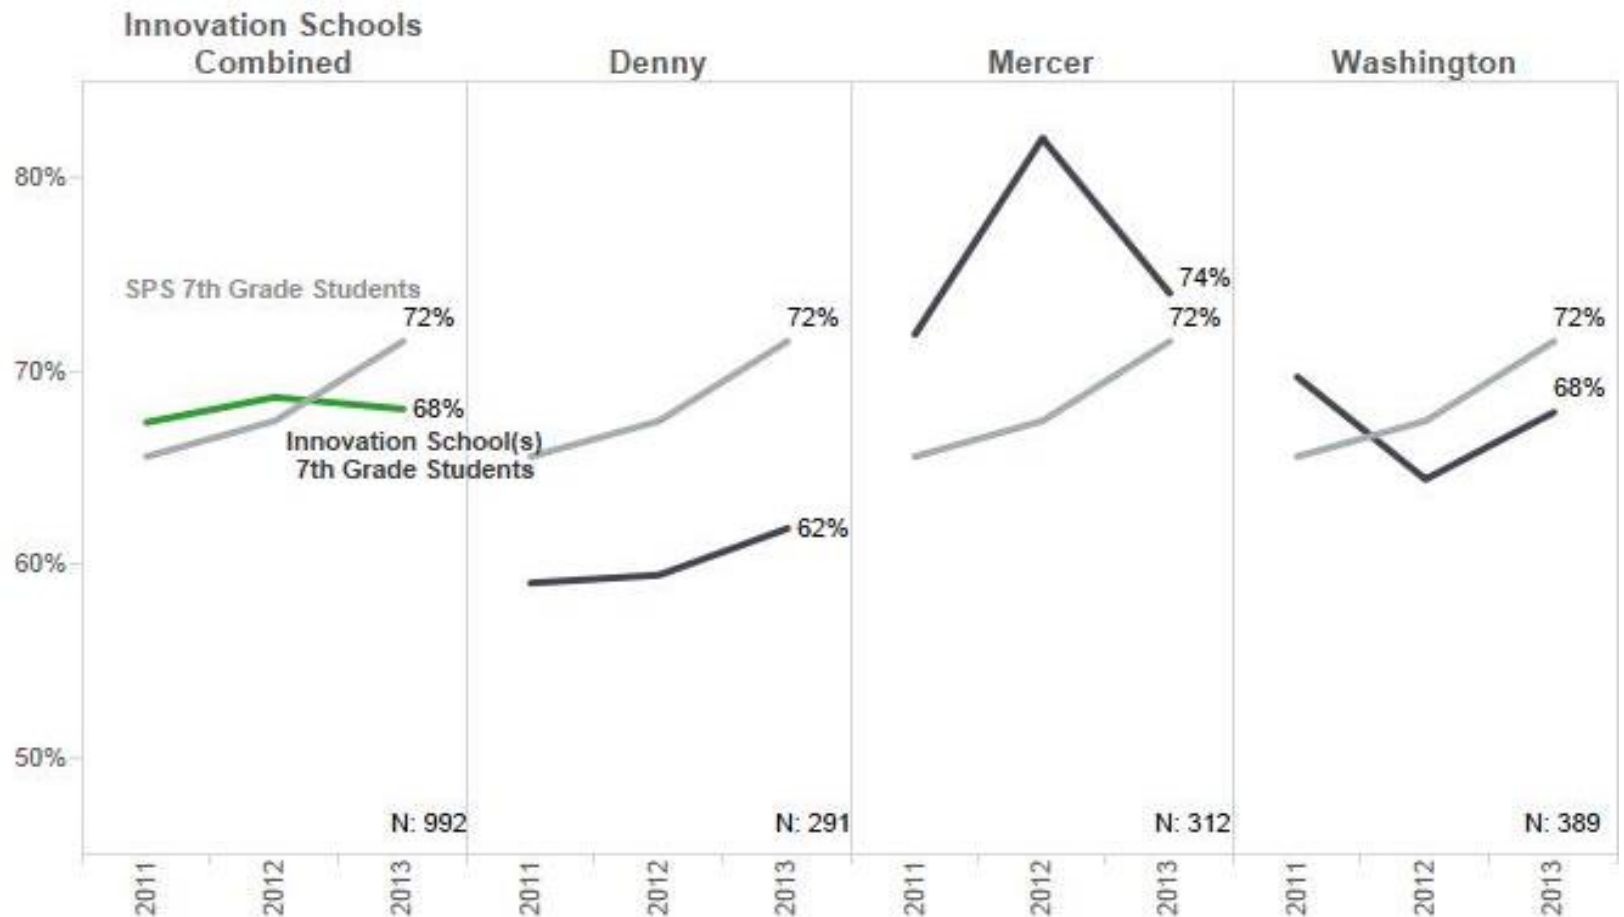 Innovation Schools
Combined
Denny
Mercer
Washington
80%
70%
60%
50%
SPS 7th Grade Students
72%
68%
Innovation School(s)
7th Grade Students
N: 992
72%
62%
N: 291
74%
72%
N: 312
72%
68%
N: 389
2011
2012
2013
2011
2012
2013
2011
2012
2013
2011
2012
2013